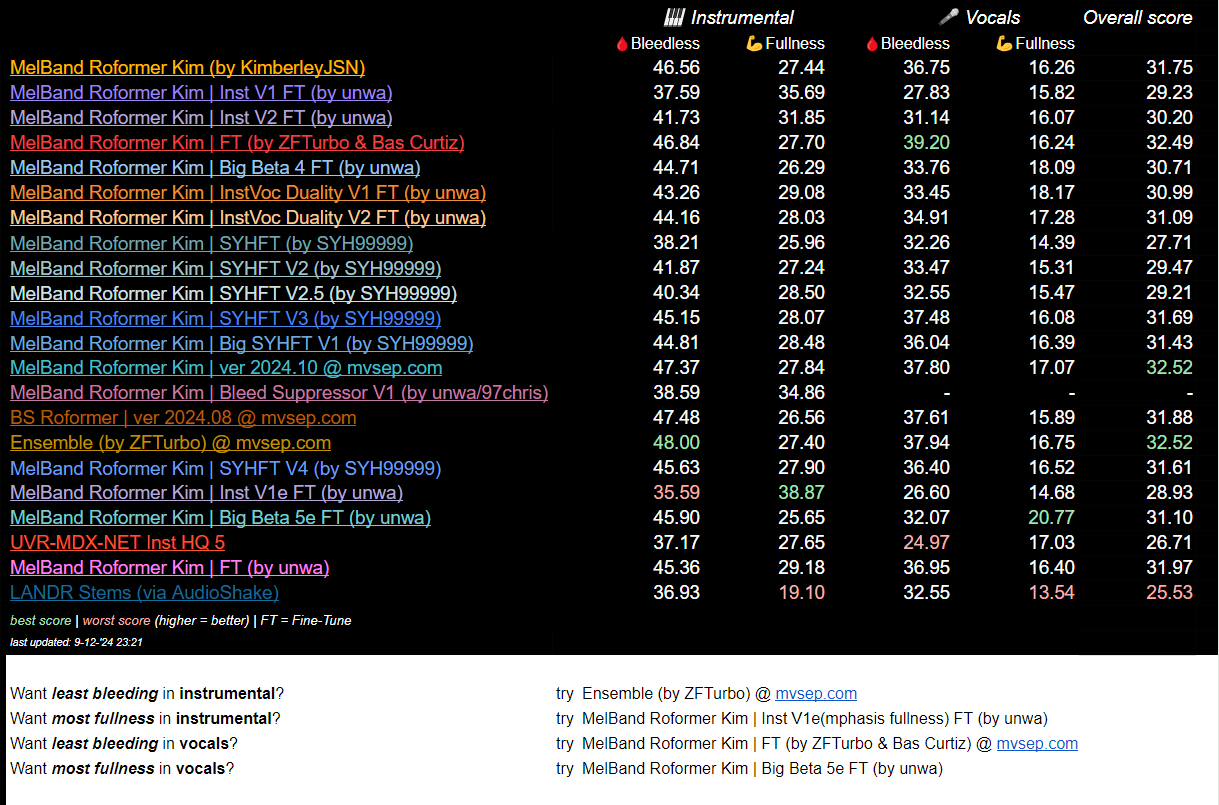 🎹 Instrumental 🎤 Vocals Overall score
🩸Bleedless 💪Fullness 🩸Bleedless 💪Fullness
MelBand Roformer Kim (by KimberleyJSN) 46.56 27.44 36.75 16.26 31.75
MelBand Roformer Kim | Inst V1 FT (by unwa) 37.59 35.69 27.83 15.82 29.23
MelBand Roformer Kim | Inst V2 FT (by unwa) 41.73 31.85 31.14 16.07 30.20
MelBand Roformer Kim | FT (by ZFTurbo & Bas Curtiz) 46.84 27.70 39.20 16.24 32.49
MelBand Roformer Kim | Big Beta 4 FT (by unwa) 44.71 26.29 33.76 18.09 30.71
MelBand Roformer Kim | InstVoc Duality V1 FT (by unwa) 43.26 29.08 33.45 18.17 30.99
MelBand Roformer Kim | InstVoc Duality V2 FT (by unwa) 44.16 28.03 34.91 17.28 31.09
MelBand Roformer Kim | SYHFT (by SYH99999) 38.21 25.96 32.26 14.39 27.71
MelBand Roformer Kim | SYHFT V2 (by SYH99999) 41.87 27.24 33.47 15.31 29.47
MelBand Roformer Kim | SYHFT V2.5 (by SYH99999) 40.34 28.50 32.55 15.47 29.21
MelBand Roformer Kim | SYHFT V3 (by SYH99999) 45.15 28.07 37.48 16.08 31.69
MelBand Roformer Kim | Big SYHFT V1 (by SYH99999) 44.81 28.48 36.04 16.39 31.43
MelBand Roformer Kim | ver 2024.10 @ mvsep.com 47.37 27.84 37.80 17.07 32.52
MelBand Roformer Kim | Bleed Suppressor V1 (by unwa/97chris) 38.59 34.86 - - -
BS Roformer | ver 2024.08 @ mvsep.com 47.48 26.56 37.61 15.89 31.88
Ensemble (by ZFTurbo) @ mvsep.com 48.00 27.40 37.94 16.75 32.52
MelBand Roformer Kim | SYHFT V4 (by SYH99999) 45.63 27.90 36.40 16.52 31.61
MelBand Roformer Kim | Inst V1e FT (by unwa) 35.59 38.87 26.60 14.68 28.93
MelBand Roformer Kim | Big Beta 5e FT (by unwa) 45.90 25.65 32.07 20.77 31.10
UVR-MDX-NET Inst HQ 5 37.17 27.65 24.97 17.03 26.71
MelBand Roformer Kim | FT (by unwa) 45.36 29.18 36.95 16.40 31.97
LANDR Stems (via AudioShake) 36.93 19.10 32.55 13.54 25.53
best score | worst score (higher = better) | FT = Fine-Tune
last updated: 9-12-'24 23:21
Want least bleeding in instrumental? try Ensemble (by ZFTurbo) @ mvsep.com
Want most fullness in instrumental? try MelBand Roformer Kim | Inst V1e(mphasis fullness) FT (by unwa)
Want least bleeding in vocals? try MelBand Roformer Kim | FT (by ZFTurbo & Bas Curtiz) @ mvsep.com
Want most fullness in vocals? try MelBand Roformer Kim | Big Beta 5e FT (by unwa)